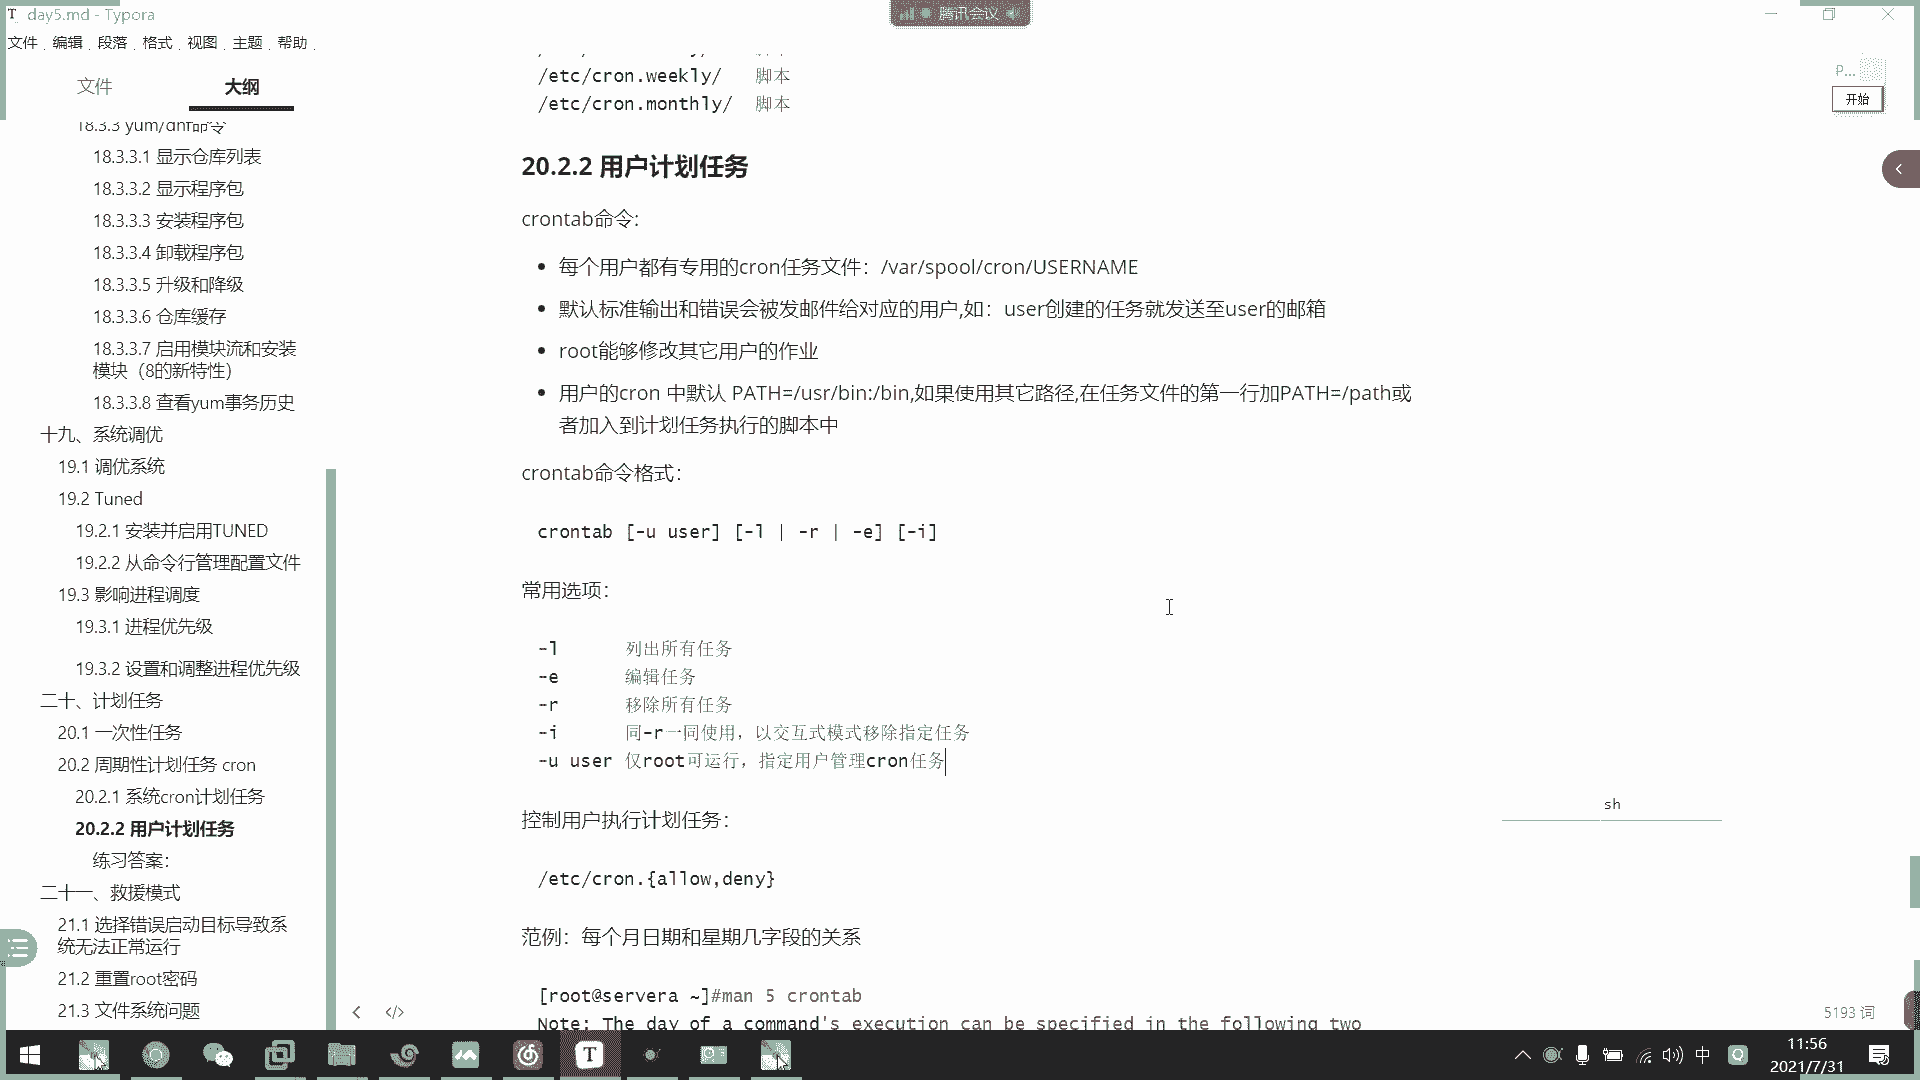 day5.md - Typora
腾讯会议
文件 编辑 段落 格式 视图 主题 帮助
文件 大纲
18.3.3 yum/dnf命令
18.3.3.1 显示仓库列表
18.3.3.2 显示程序包
18.3.3.3 安装程序包
18.3.3.4 卸载程序包
18.3.3.5 升级和降级
18.3.3.6 仓库缓存
18.3.3.7 启用模块流和安装
模块（8的新特性）
18.3.3.8 查看yum事务历史
十九、系统调优
19.1 调优系统
19.2 Tuned
19.2.1 安装并启用TUNED
19.2.2 从命令行管理配置文件
19.3 影响进程调度
19.3.1 进程优先级
19.3.2 设置和调整进程优先级
二十、计划任务
20.1 一次性任务
20.2 周期性计划任务 cron
20.2.1 系统cron计划任务
20.2.2 用户计划任务
练习答案：
二十一、救援模式
21.1 选择错误启动目标导致系
统无法正常运行
21.2 重置root密码
21.3 文件系统问题
/etc/cron.weekly/ 脚本
/etc/cron.monthly/ 脚本
20.2.2 用户计划任务
crontab命令:
每个用户都有专用的cron任务文件：/var/spool/cron/USERNAME
默认标准输出和错误会被发邮件给对应的用户,如：user创建的任务就发送至user的邮箱
root能够修改其它用户的作业
用户的cron 中默认 PATH=/usr/bin:/bin,如果使用其它路径,在任务文件的第一行加PATH=/path或
者加入到计划任务执行的脚本中
crontab命令格式：
crontab [-u user] [-l | -r | -e] [-i]
常用选项：
-l 列出所有任务
-e 编辑任务
-r 移除所有任务
-i 同-r一同使用，以交互式模式移除指定任务
-u user 仅root可运行，指定用户管理cron任务
sh
控制用户执行计划任务：
/etc/cron.{allow,deny}
范例：每个月日期和星期几字段的关系
[root@servera ~]#man 5 crontab
Note: The day of a command's execution can be specified in the following two
P...
开始
5193 词
中
11:56
2021/7/31